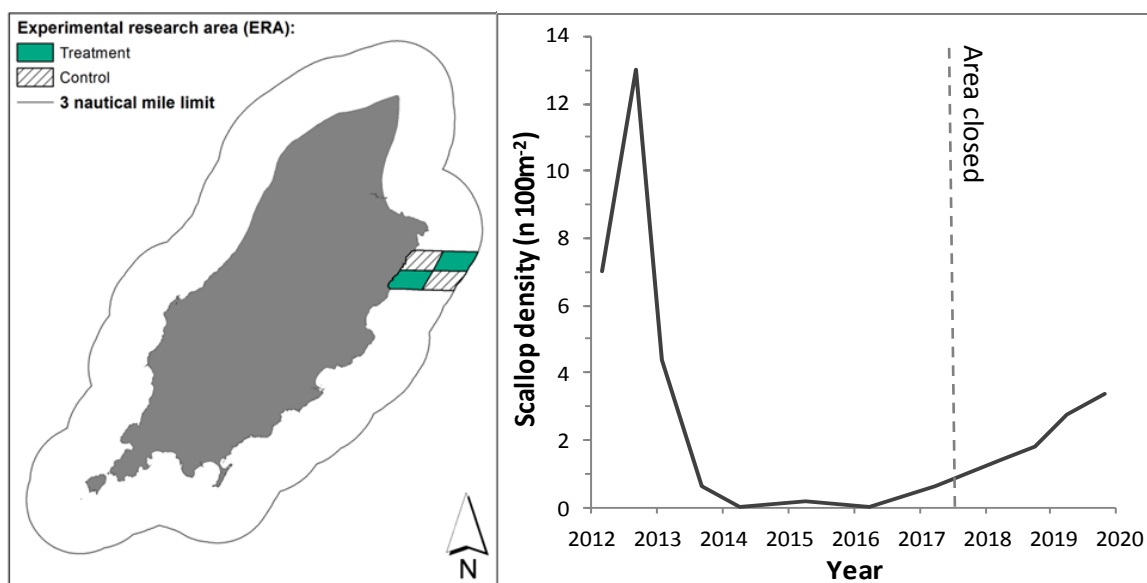 Experimental research area (ERA):
Treatment
Control
3 nautical mile limit
N
Scallop density (n 100m⁻²)
14
12
10
8
6
4
2
0
Area closed
2012 2013 2014 2015 2016 2017 2018 2019 2020
Year